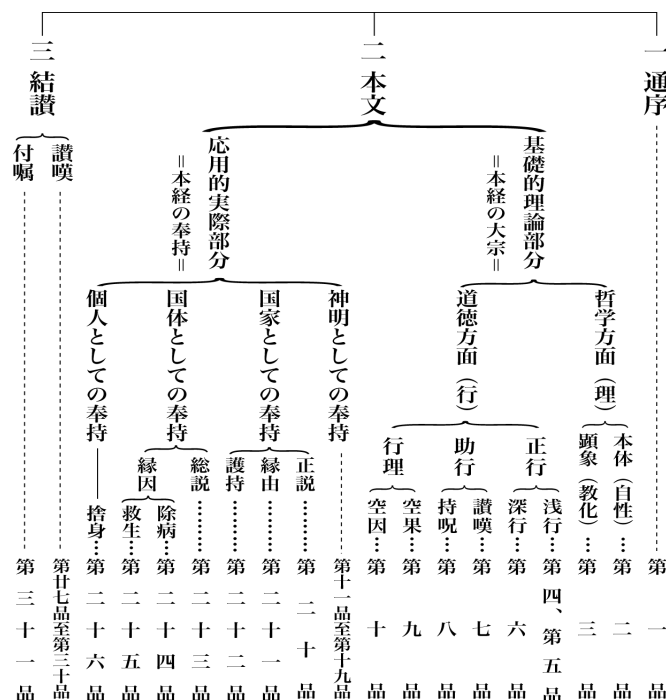 一 通序
第一品
二 本文
基礎的理論部分
＝本経の大宗＝
哲学方面（理）
本体（自性）…第二品
顕象（教化）…第三品
道徳方面（行）
正行
浅行…第四、第五品
深行…第六品
助行
讃嘆…第七品
持呪…第八品
行理
空果…第九品
空因…第十品
応用的実際部分
＝本経の奉持＝
神明としての奉持
第十一品至第十九品
国家としての奉持
正説………第二十品
縁由………第二十一品
護持………第二十二品
国体としての奉持
総説………第二十三品
縁因
除病…第二十四品
救生…第二十五品
個人としての奉持
捨身…第二十六品
三 結讃
讃嘆
第廿七品至第三十品
付嘱
第三十一品